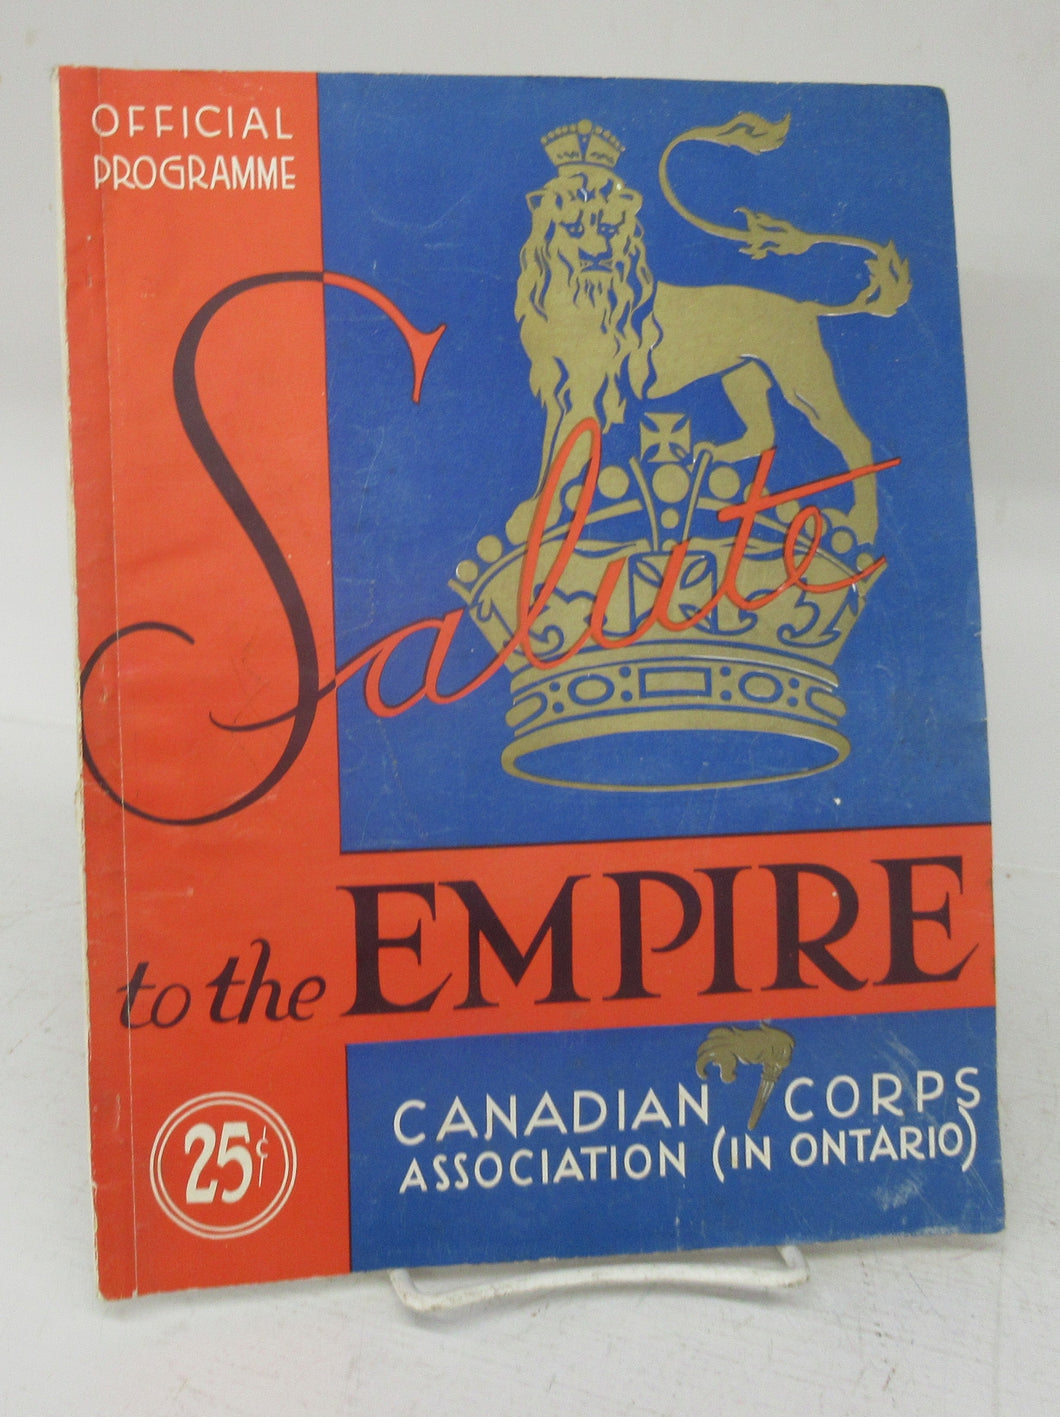 OFFICIAL
PROGRAMME
Salute
to the EMPIRE
25¢
CANADIAN CORPS
ASSOCIATION (IN ONTARIO)